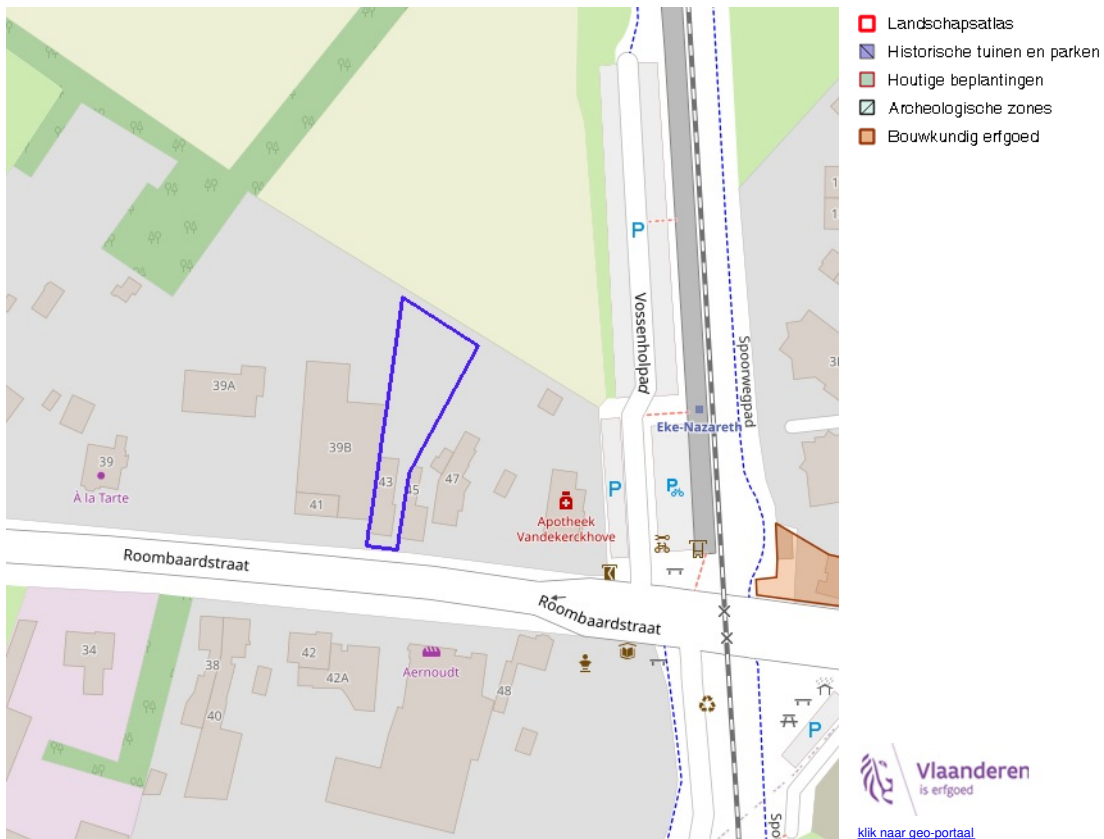 Landschapsatlas
Historische tuinen en parken
Houtige beplantingen
Archeologische zones
Bouwkundig erfgoed
P
Vossenholpad
Spoorwegpad
Eke-Nazareth
39A
39B
39
À la Tarte
41
43
45
47
P
P
Apotheek
Vandekerckhove
Roombaardstraat
Roombaardstraat
34
38
40
42
42A
Aernoudt
48
P
Spo
Vlaanderen
is erfgoed
klik naar geo-portaal